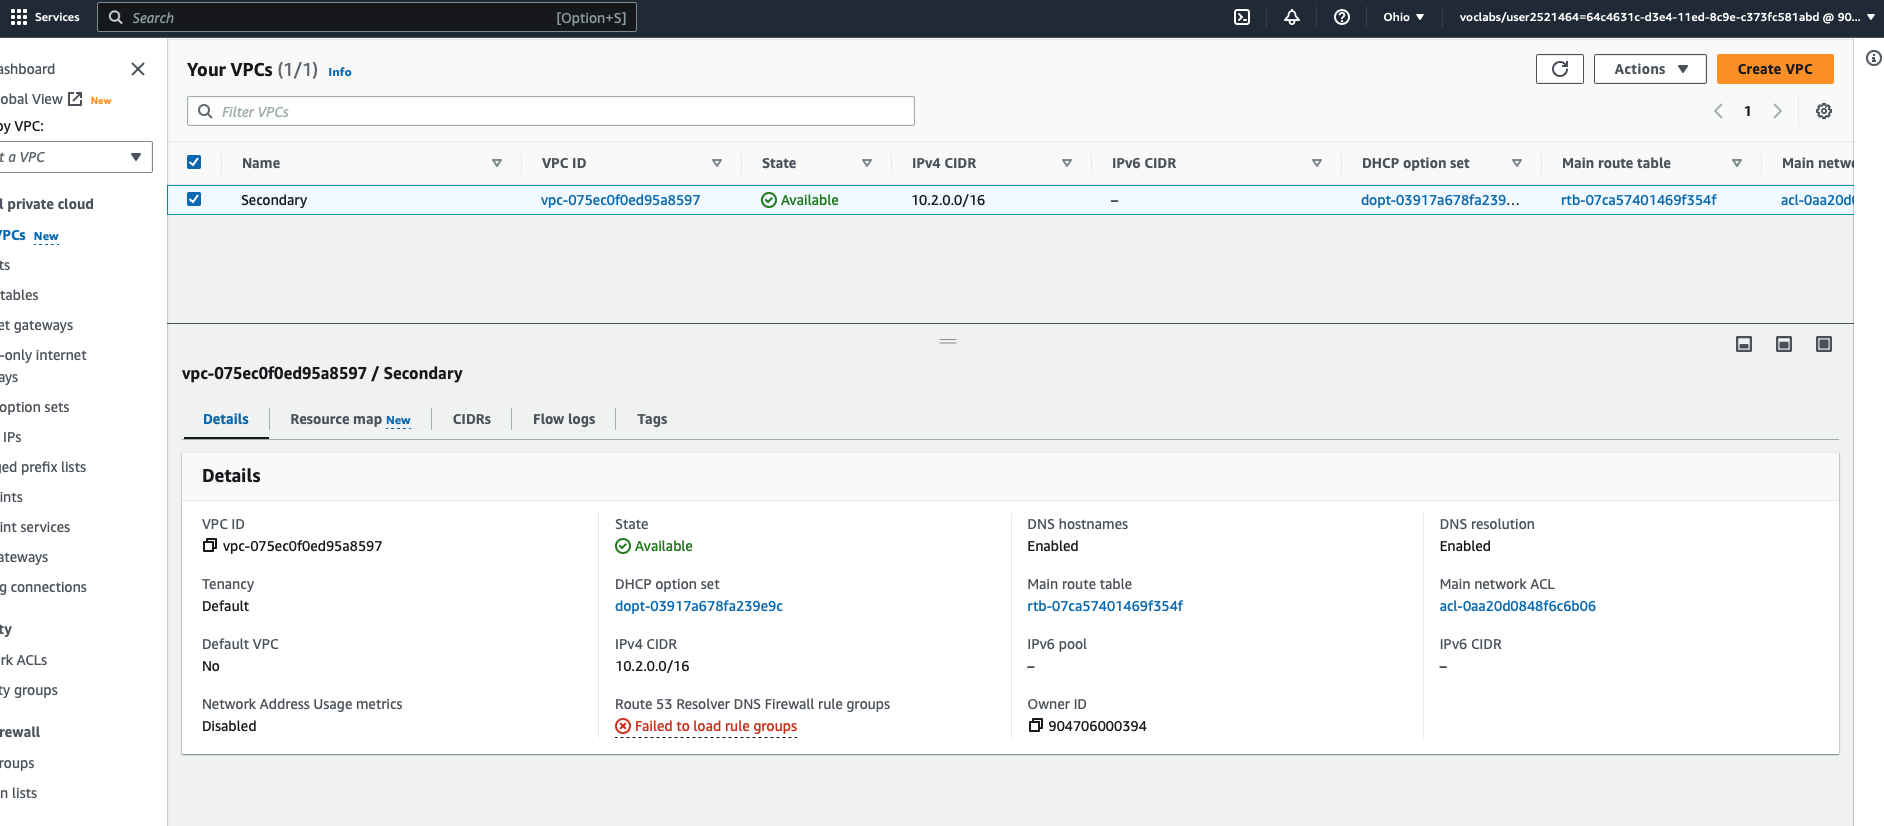 Services
Search
[Option+S]
Ohio
voclabs/user2521464=64c4631c-d3e4-11ed-8c9e-c373fc581abd @ 90...
ashboard
obal View New
by VPC:
t a VPC
l private cloud
VPCs New
ts
tables
et gateways
-only internet
ays
option sets
IPs
ged prefix lists
ints
int services
ateways
g connections
ty
rk ACLs
ty groups
rewall
roups
n lists
Your VPCs (1/1) Info
Actions
Create VPC
Filter VPCs
1
Name VPC ID State IPv4 CIDR IPv6 CIDR DHCP option set Main route table Main netwo
Secondary vpc-075ec0f0ed95a8597 Available 10.2.0.0/16 – dopt-03917a678fa239... rtb-07ca57401469f354f acl-0aa20d0
vpc-075ec0f0ed95a8597 / Secondary
Details Resource map New CIDRs Flow logs Tags
Details
VPC ID
vpc-075ec0f0ed95a8597
State
Available
DNS hostnames
Enabled
DNS resolution
Enabled
Tenancy
Default
DHCP option set
dopt-03917a678fa239e9c
Main route table
rtb-07ca57401469f354f
Main network ACL
acl-0aa20d0848f6c6b06
Default VPC
No
IPv4 CIDR
10.2.0.0/16
IPv6 pool
–
IPv6 CIDR
–
Network Address Usage metrics
Disabled
Route 53 Resolver DNS Firewall rule groups
Failed to load rule groups
Owner ID
904706000394